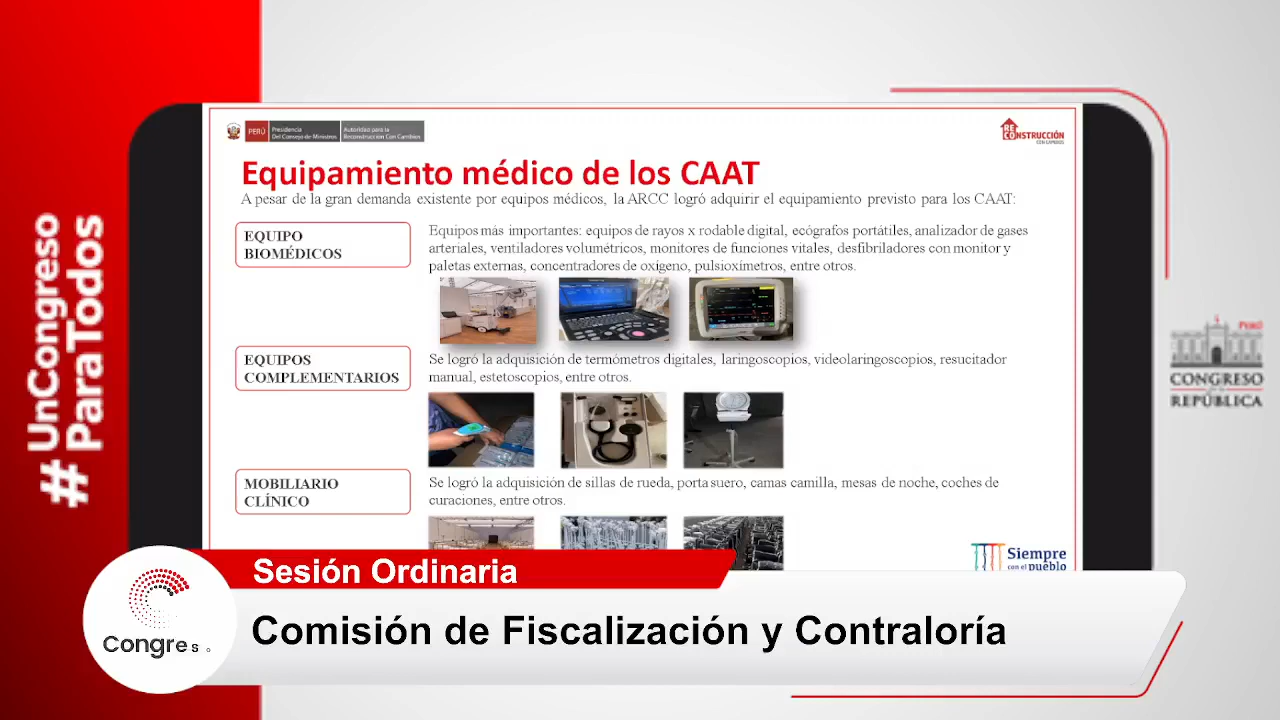 #UnCongreso
ParaTodos
PERÚ
Presidencia
Del Consejo de Ministros
Autoridad para la
Reconstrucción Con Cambios
RECONSTRUCCIÓN
CON CAMBIOS
Equipamiento médico de los CAAT
A pesar de la gran demanda existente por equipos médicos, la ARCC logró adquirir el equipamiento previsto para los CAAT:
EQUIPO
BIOMÉDICOS
Equipos más importantes: equipos de rayos x rodable digital, ecógrafos portátiles, analizador de gases
arteriales, ventiladores volumétricos, monitores de funciones vitales, desfibriladores con monitor y
paletas externas, concentradores de oxígeno, pulsioxímetros, entre otros.
EQUIPOS
COMPLEMENTARIOS
Se logró la adquisición de termómetros digitales, laringoscopios, videolaringoscopios, resucitador
manual, estetoscopios, entre otros.
MOBILIARIO
CLÍNICO
Se logró la adquisición de sillas de rueda, porta suero, camas camilla, mesas de noche, coches de
curaciones, entre otros.
Siempre
con el pueblo
PERÚ
CONGRESO
REPÚBLICA
Sesión Ordinaria
Comisión de Fiscalización y Contraloría
Congres